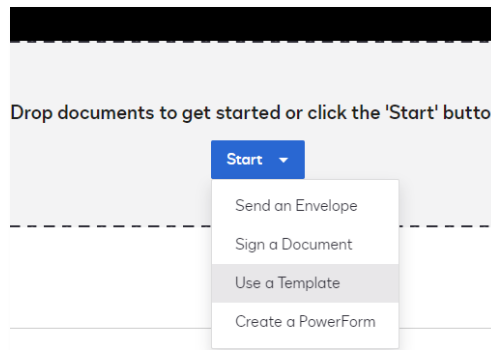 Drop documents to get started or click the 'Start' butto
Start
Send an Envelope
Sign a Document
Use a Template
Create a PowerForm